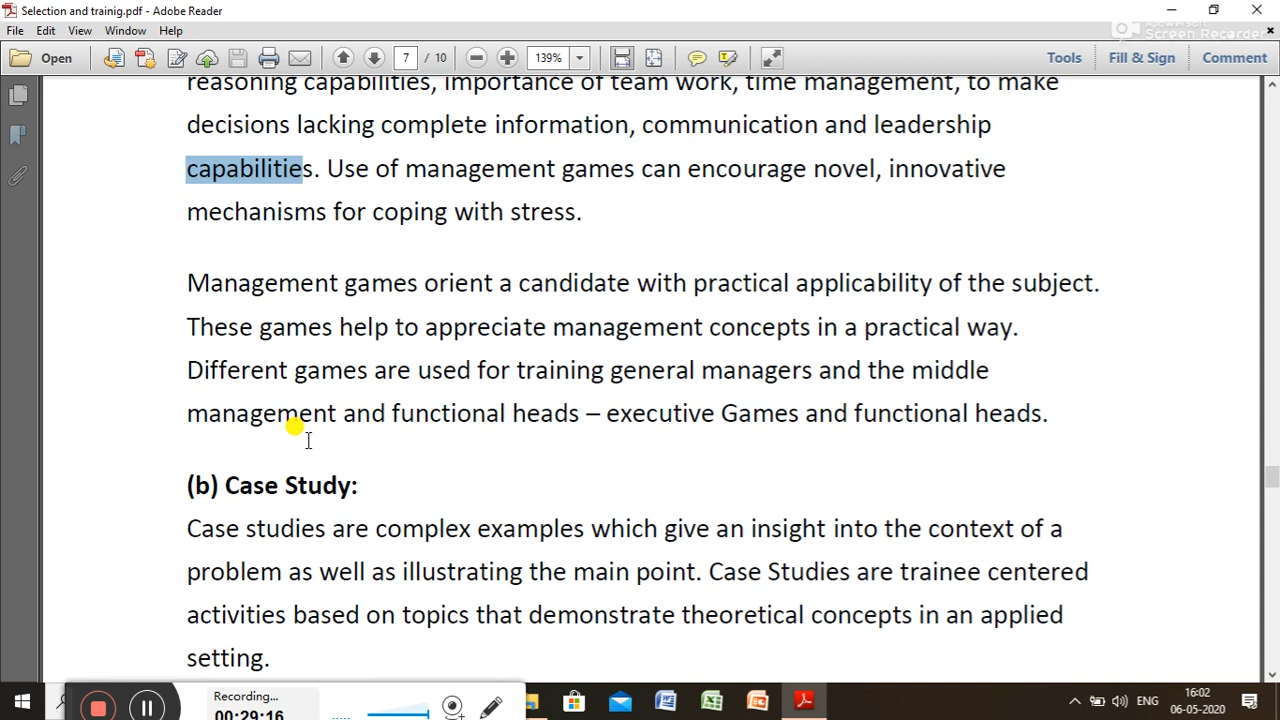 Selection and trainig.pdf - Adobe Reader
File Edit View Window Help
Apowersoft
Screen Recorder
Open 7 / 10 139% Tools Fill & Sign Comment
reasoning capabilities, importance of team work, time management, to make
decisions lacking complete information, communication and leadership
capabilities. Use of management games can encourage novel, innovative
mechanisms for coping with stress.
Management games orient a candidate with practical applicability of the subject.
These games help to appreciate management concepts in a practical way.
Different games are used for training general managers and the middle
management and functional heads – executive Games and functional heads.
(b) Case Study:
Case studies are complex examples which give an insight into the context of a
problem as well as illustrating the main point. Case Studies are trainee centered
activities based on topics that demonstrate theoretical concepts in an applied
setting.
Recording...
00:29:16
ENG
16:02
06-05-2020